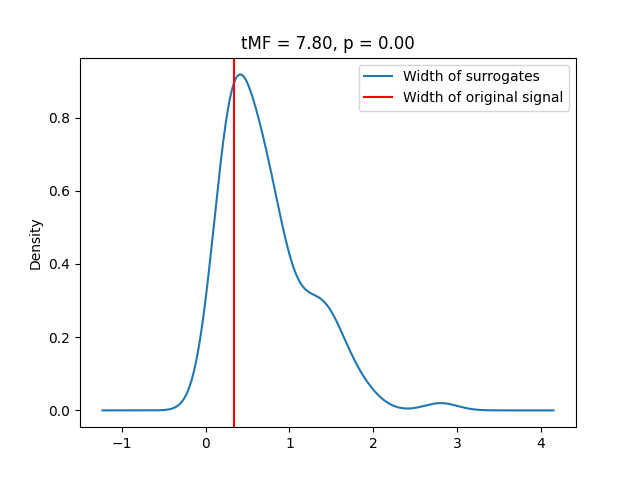 tMF = 7.80, p = 0.00
Width of surrogates
Width of original signal
Density
0.8
0.6
0.4
0.2
0.0
−1
0
1
2
3
4